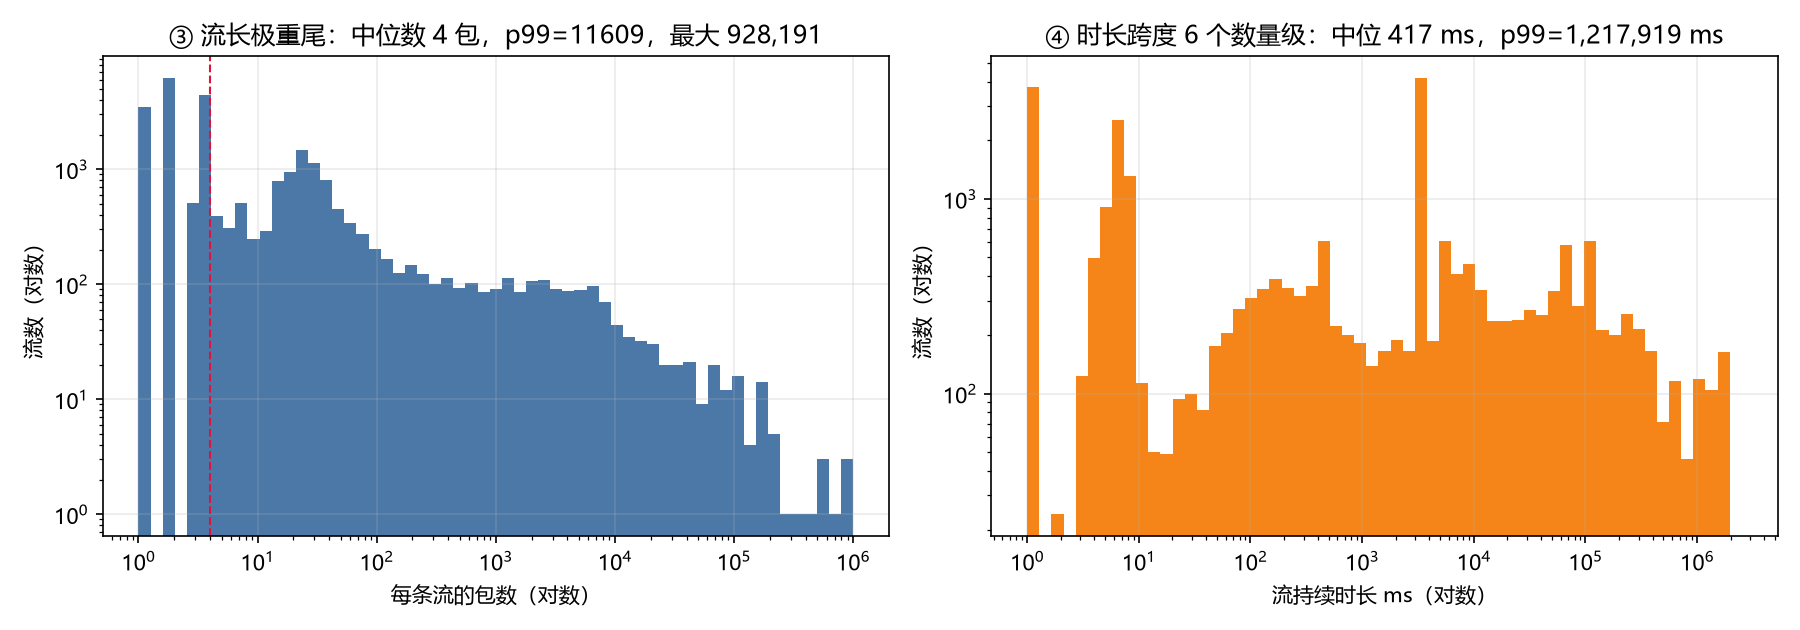 ③ 流长极重尾：中位数 4 包，p99=11609，最大 928,191
10³
10²
10¹
10⁰
流数（对数）
10⁰ 10¹ 10² 10³ 10⁴ 10⁵ 10⁶
每条流的包数（对数）
④ 时长跨度 6 个数量级：中位 417 ms，p99=1,217,919 ms
10³
10²
流数（对数）
10⁰ 10¹ 10² 10³ 10⁴ 10⁵ 10⁶
流持续时长 ms（对数）